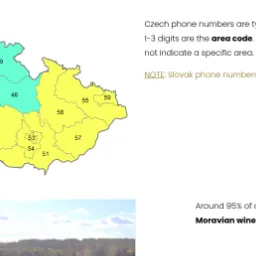 Czech phone numbers are ty
1-3 digits are the area code.
not indicate a specific area.
NOTE: Slovak phone number
9
46
58
55
59
57
53
54
51
Around 95% of
Moravian wine